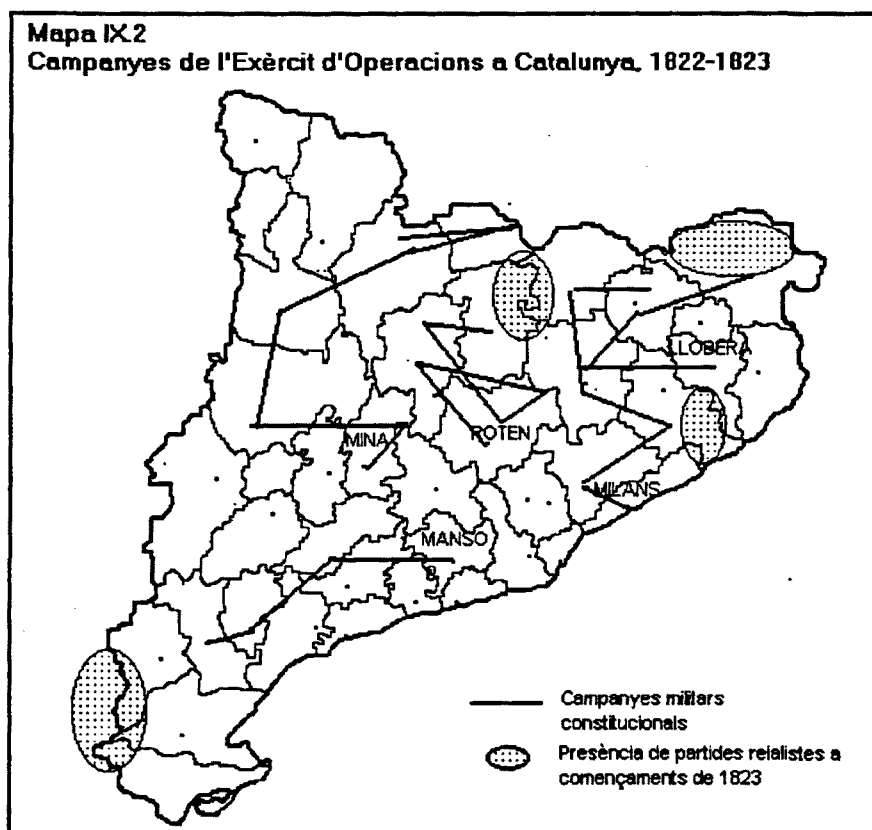 Mapa IX.2
Campanyes de l'Exèrcit d'Operacions a Catalunya, 1822-1823
LLOBERA
MINA
ROTEN
MILANS
MANSO
Campanyes militars
constitucionals
Presència de partides reialistes a
començaments de 1823